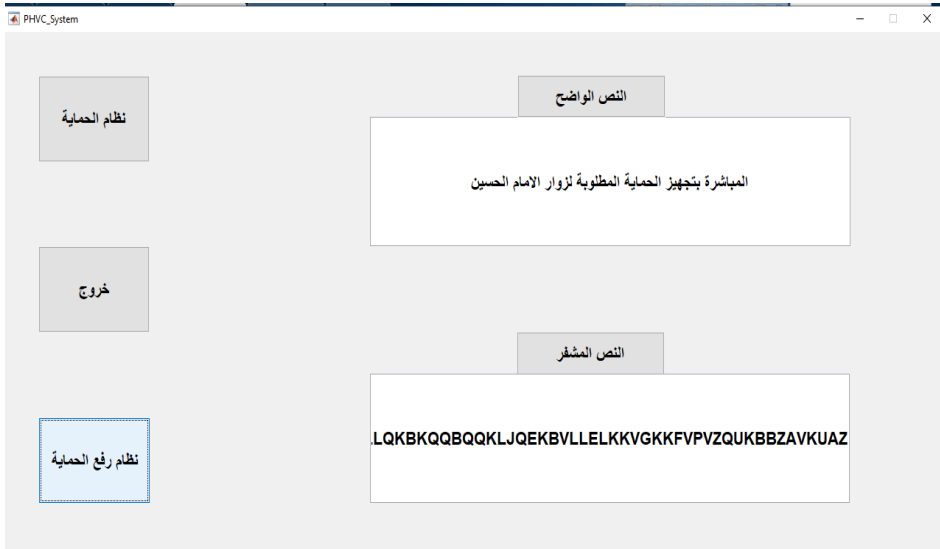 PHVC_System
النص الواضح
نظام الحماية
المباشرة بتجهيز الحماية المطلوبة لزوار الامام الحسين
خروج
النص المشفر
LQKBKQQBQQKLJQEKBVLLELKKVGKKFVPVZQUKBBZAVKUAZ
نظام رفع الحماية